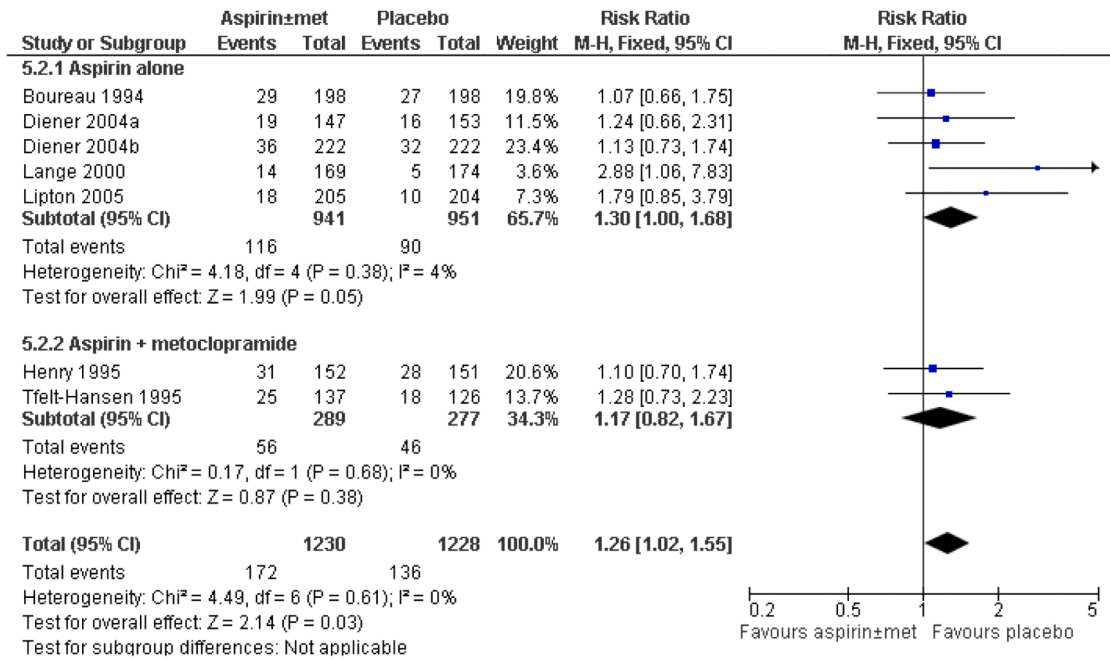 Aspirin±met Placebo Risk Ratio Risk Ratio
Study or Subgroup Events Total Events Total Weight M-H, Fixed, 95% CI M-H, Fixed, 95% CI
5.2.1 Aspirin alone
Boureau 1994 29 198 27 198 19.8% 1.07 [0.66, 1.75]
Diener 2004a 19 147 16 153 11.5% 1.24 [0.66, 2.31]
Diener 2004b 36 222 32 222 23.4% 1.13 [0.73, 1.74]
Lange 2000 14 169 5 174 3.6% 2.88 [1.06, 7.83]
Lipton 2005 18 205 10 204 7.3% 1.79 [0.85, 3.79]
Subtotal (95% CI) 941 951 65.7% 1.30 [1.00, 1.68]
Total events 116 90
Heterogeneity: Chi² = 4.18, df = 4 (P = 0.38); I² = 4%
Test for overall effect: Z = 1.99 (P = 0.05)
5.2.2 Aspirin + metoclopramide
Henry 1995 31 152 28 151 20.6% 1.10 [0.70, 1.74]
Tfelt-Hansen 1995 25 137 18 126 13.7% 1.28 [0.73, 2.23]
Subtotal (95% CI) 289 277 34.3% 1.17 [0.82, 1.67]
Total events 56 46
Heterogeneity: Chi² = 0.17, df = 1 (P = 0.68); I² = 0%
Test for overall effect: Z = 0.87 (P = 0.38)
Total (95% CI) 1230 1228 100.0% 1.26 [1.02, 1.55]
Total events 172 136
Heterogeneity: Chi² = 4.49, df = 6 (P = 0.61); I² = 0%
Test for overall effect: Z = 2.14 (P = 0.03)
Test for subgroup differences: Not applicable
0.2 0.5 1 2 5
Favours aspirin±met Favours placebo